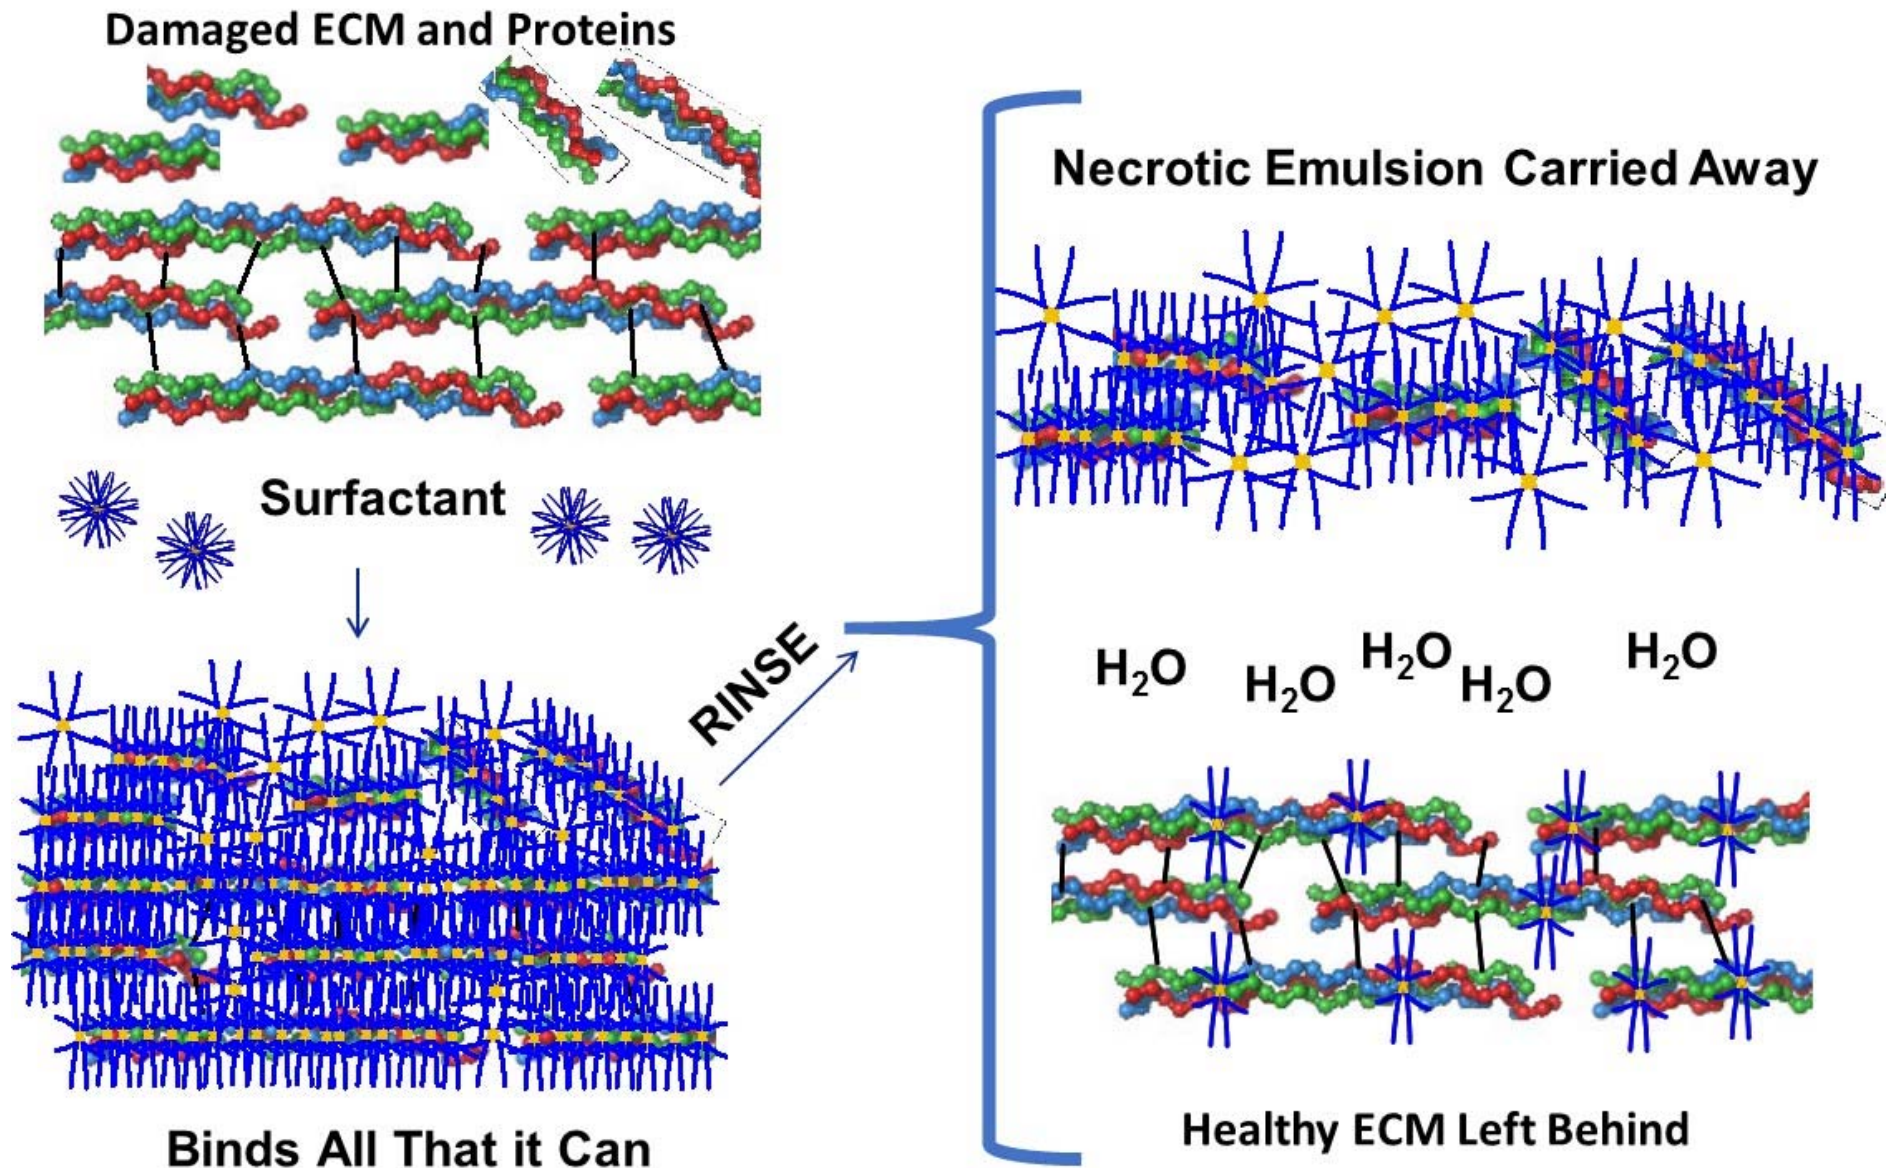 Damaged ECM and Proteins
Surfactant
Binds All That it Can
RINSE
Necrotic Emulsion Carried Away
H₂O H₂O H₂O H₂O H₂O
Healthy ECM Left Behind